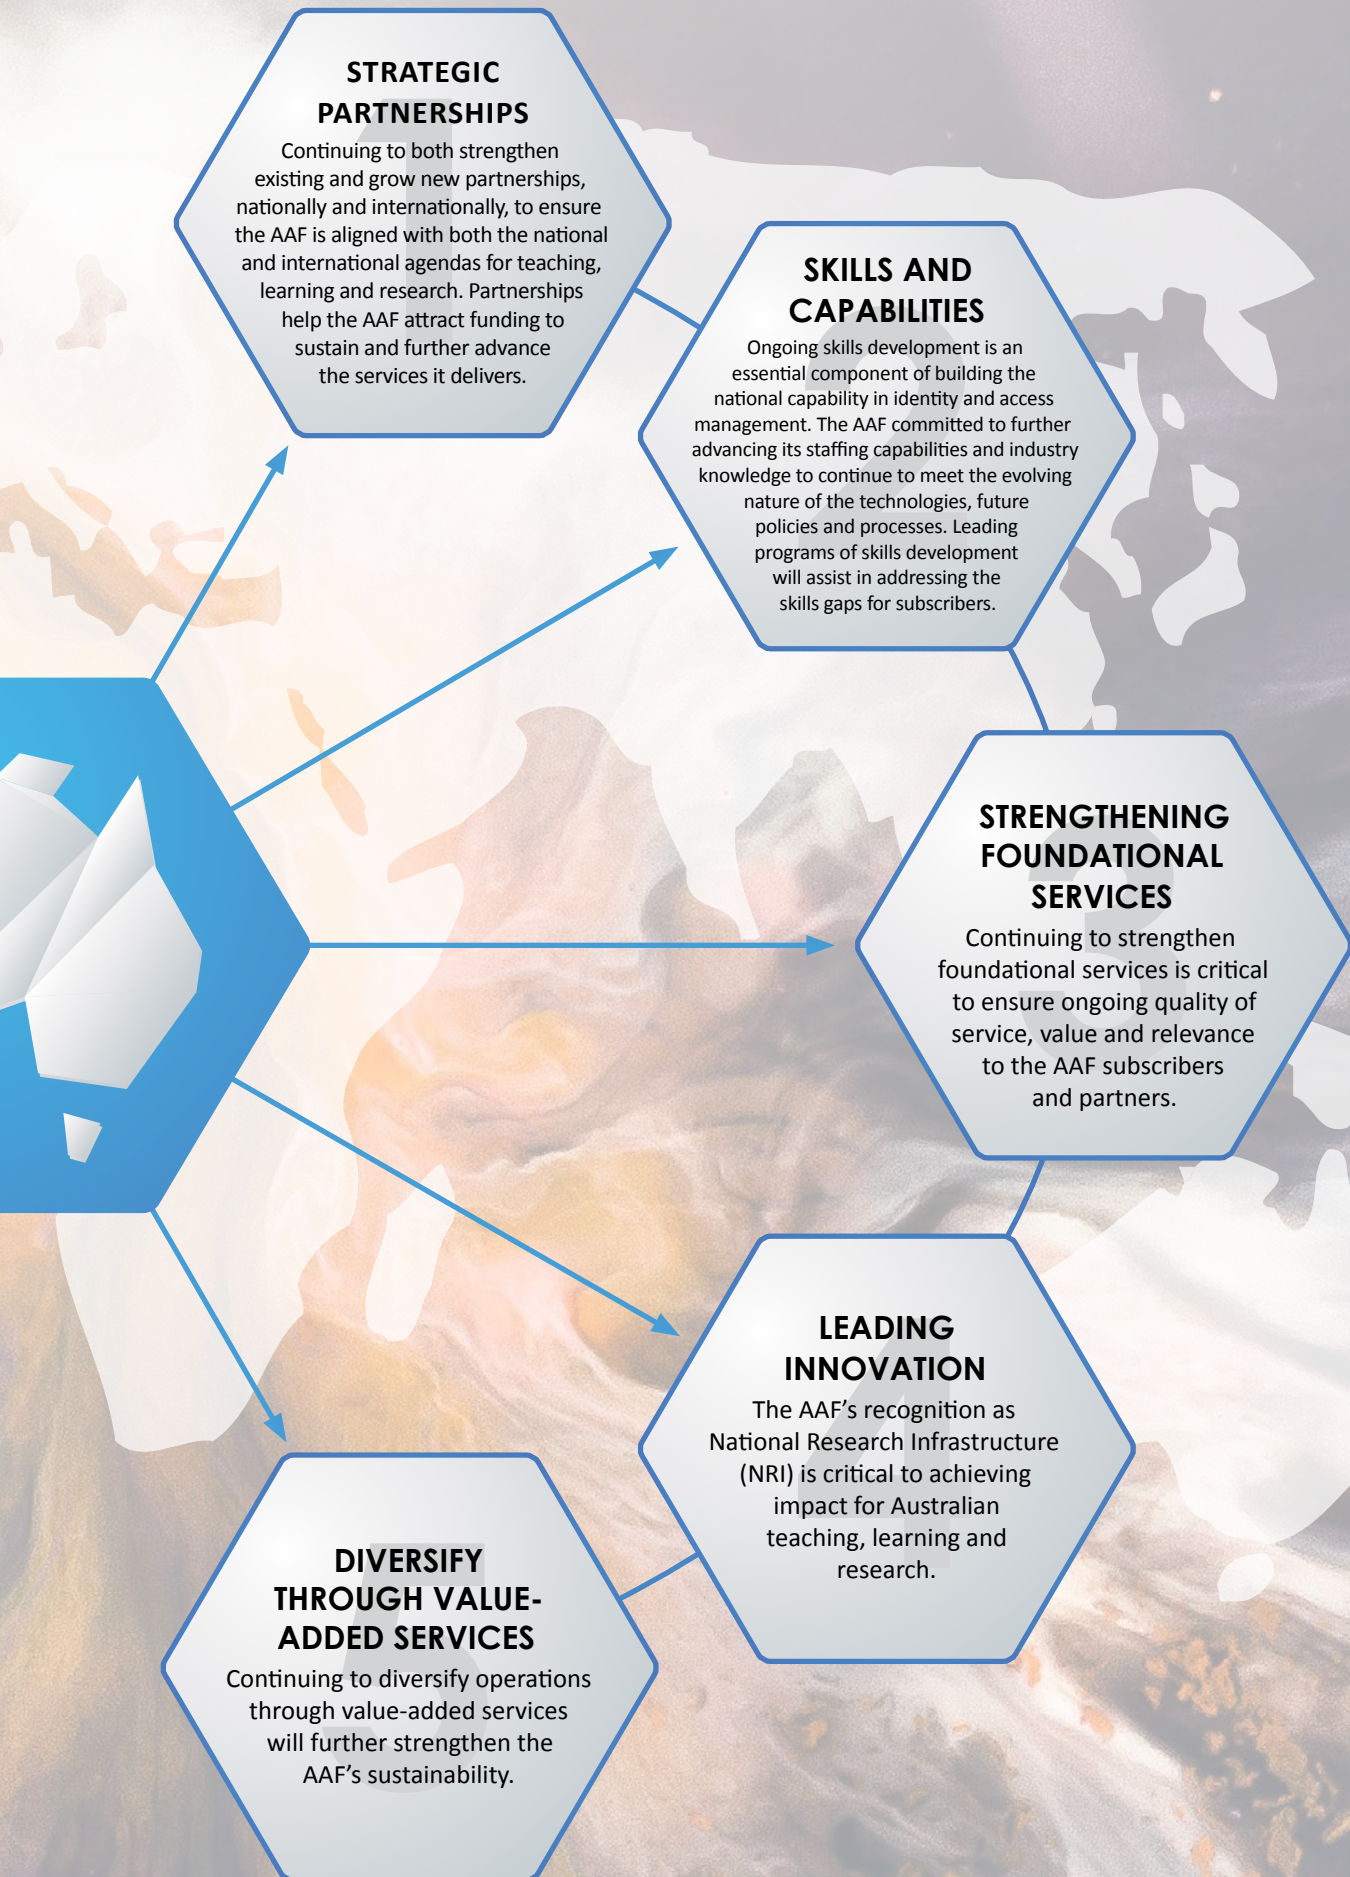 1
STRATEGIC
PARTNERSHIPS
Continuing to both strengthen
existing and grow new partnerships,
nationally and internationally, to ensure
the AAF is aligned with both the national
and international agendas for teaching,
learning and research. Partnerships
help the AAF attract funding to
sustain and further advance
the services it delivers.
2
SKILLS AND
CAPABILITIES
Ongoing skills development is an
essential component of building the
national capability in identity and access
management. The AAF committed to further
advancing its staffing capabilities and industry
knowledge to continue to meet the evolving
nature of the technologies, future
policies and processes. Leading
programs of skills development
will assist in addressing the
skills gaps for subscribers.
3
STRENGTHENING
FOUNDATIONAL
SERVICES
Continuing to strengthen
foundational services is critical
to ensure ongoing quality of
service, value and relevance
to the AAF subscribers
and partners.
4
LEADING
INNOVATION
The AAF’s recognition as
National Research Infrastructure
(NRI) is critical to achieving
impact for Australian
teaching, learning and
research.
5
DIVERSIFY
THROUGH VALUE-
ADDED SERVICES
Continuing to diversify operations
through value-added services
will further strengthen the
AAF’s sustainability.